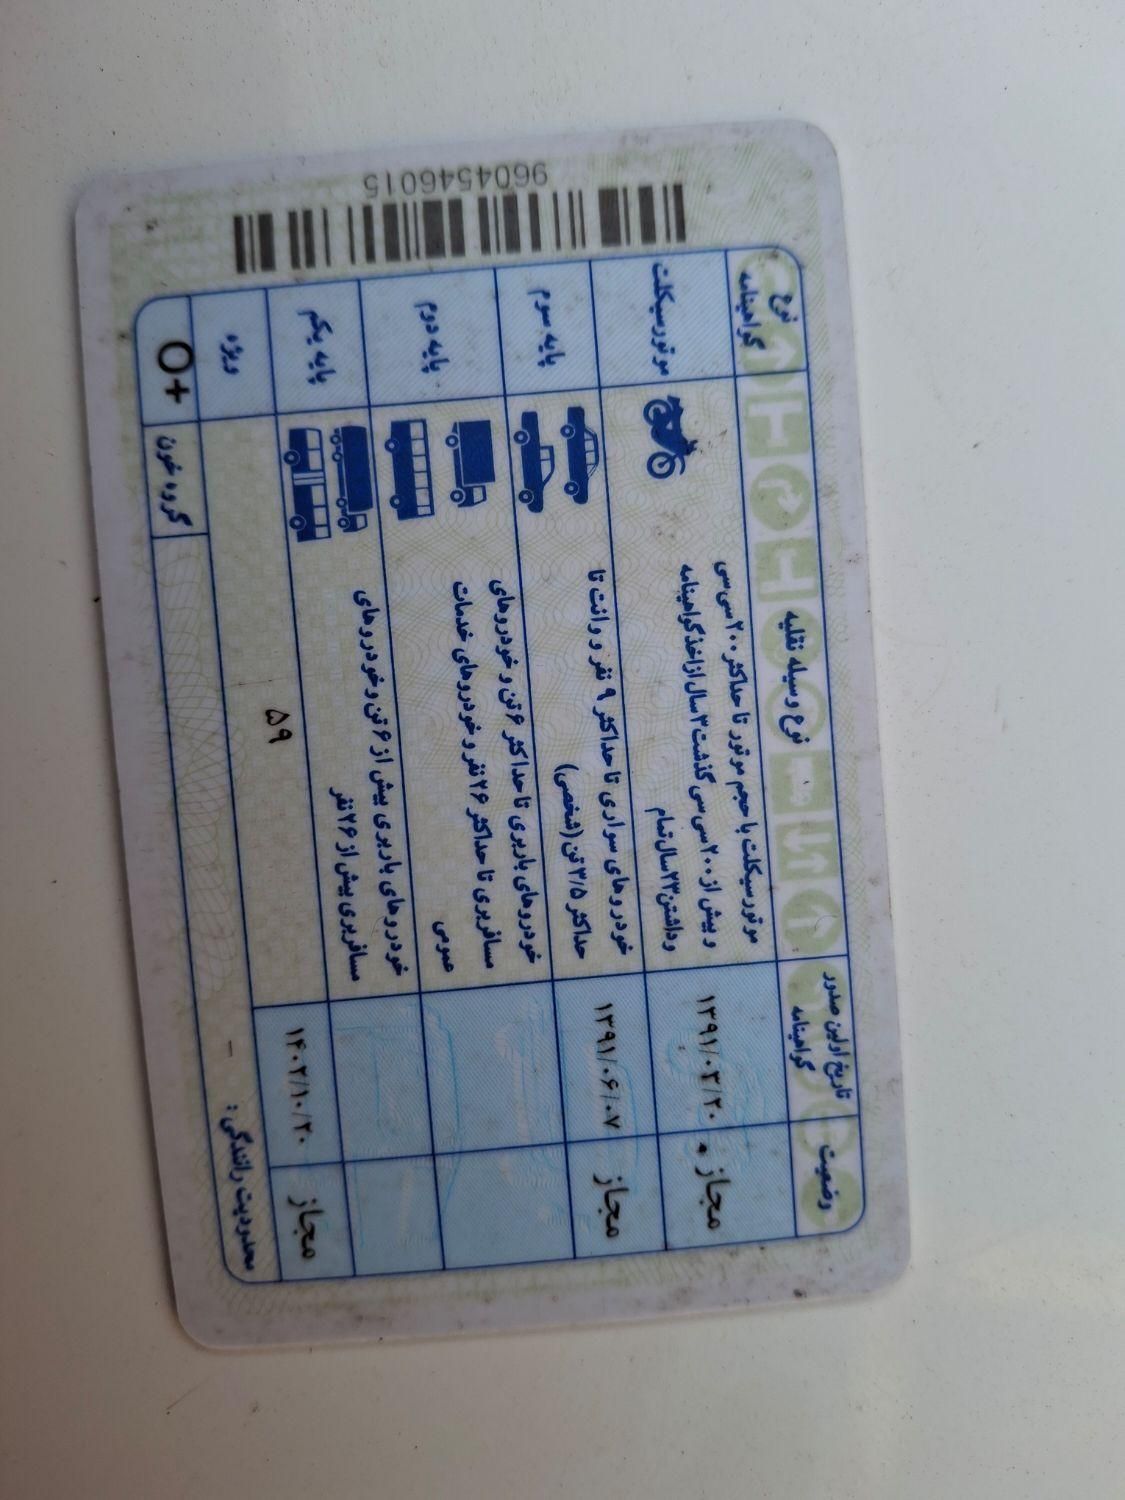 نوع گواهینامه
نوع وسیله نقلیه
تاریخ اولین صدور گواهینامه
وضعیت
موتورسیکلت
موتورسیکلت با حجم موتور تا حداکثر ۲۰۰ سی سی
و بیش از ۲۰۰ سی سی گذشت ۳ سال از اخذ گواهینامه
و داشتن ۲۳ سال تمام
۱۳۹۱/۰۳/۲۰
مجاز
پایه سوم
خودروهای سواری تا حداکثر ۹ نفر و وانت تا
حداکثر ۳/۵ تن (شخصی)
۱۳۹۱/۰۶/۰۷
مجاز
پایه دوم
خودروهای باربری تا حداکثر ۶ تن و خودروهای
مسافربری تا حداکثر ۲۶ نفر و خودروهای خدمات
عمومی
پایه یکم
خودروهای باربری بیش از ۶ تن و خودروهای
مسافربری بیش از ۲۶ نفر
ویژه
۵۹
۱۴۰۲/۱۰/۲۰
مجاز
O+
گروه خون
محدودیت رانندگی : -
9604546015